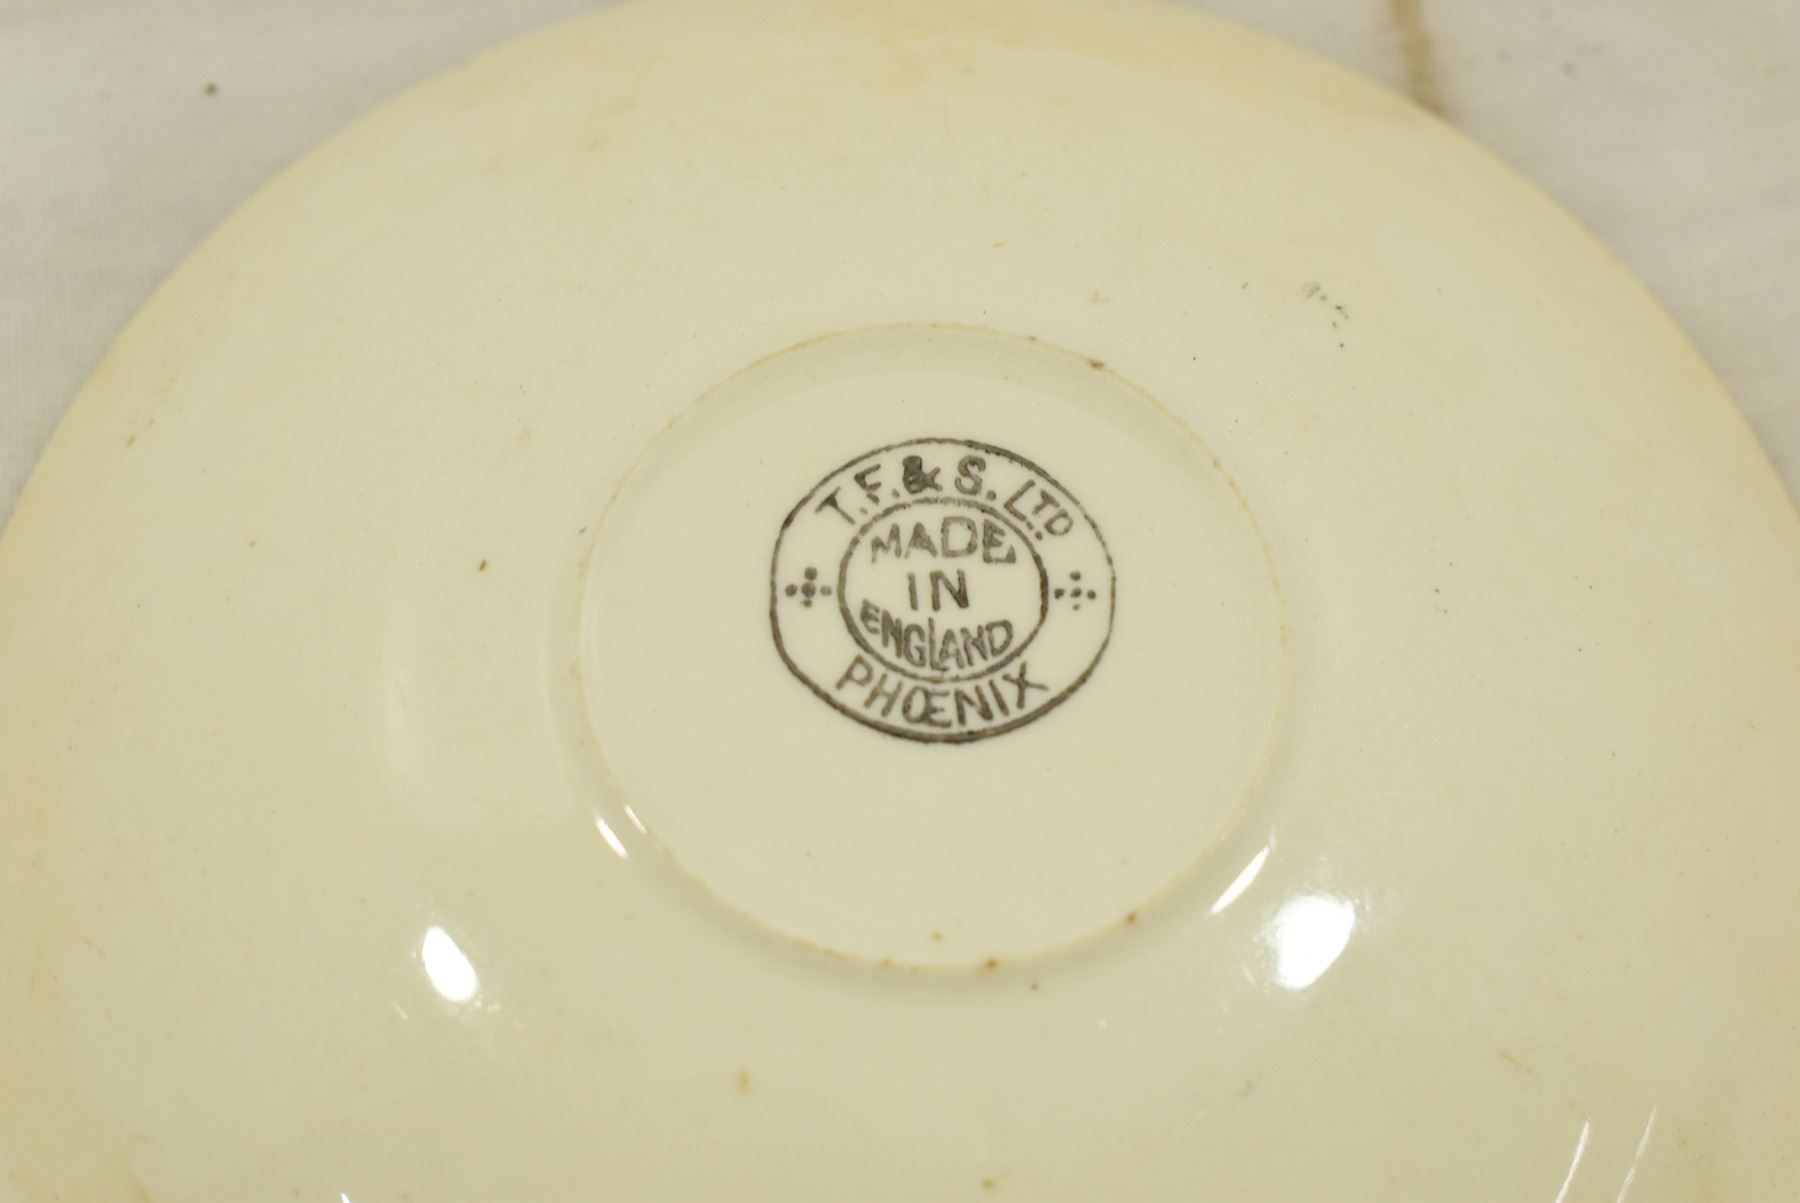 T.F. & S. LTD.
MADE
IN
ENGLAND
PHŒNIX